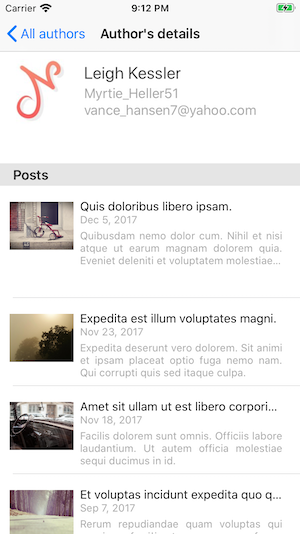 Carrier 9:12 PM
All authors Author's details
Leigh Kessler
Myrtie_Heller51
vance_hansen7@yahoo.com
Posts
Quis doloribus libero ipsam.
Dec 5, 2017
Quibusdam nemo dolor cum. Nihil et nisi
atque ut earum magnam dolorem quia.
Eveniet deleniti et voluptatem molestiae...
Expedita est illum voluptates magni.
Nov 23, 2017
Expedita deserunt vero dolorem. Sit animi
et ipsam placeat optio fuga nemo nam.
Qui corrupti quis sed itaque culpa.
Amet sit ullam ut est libero corpori...
Nov 18, 2017
Facilis dolorem sunt omnis. Officiis labore
laudantium. Ut autem officia molestiae
sequi ducimus in id.
Et voluptas incidunt expedita quo q...
Sep 7, 2017
Rerum repudiandae quam voluptas qui